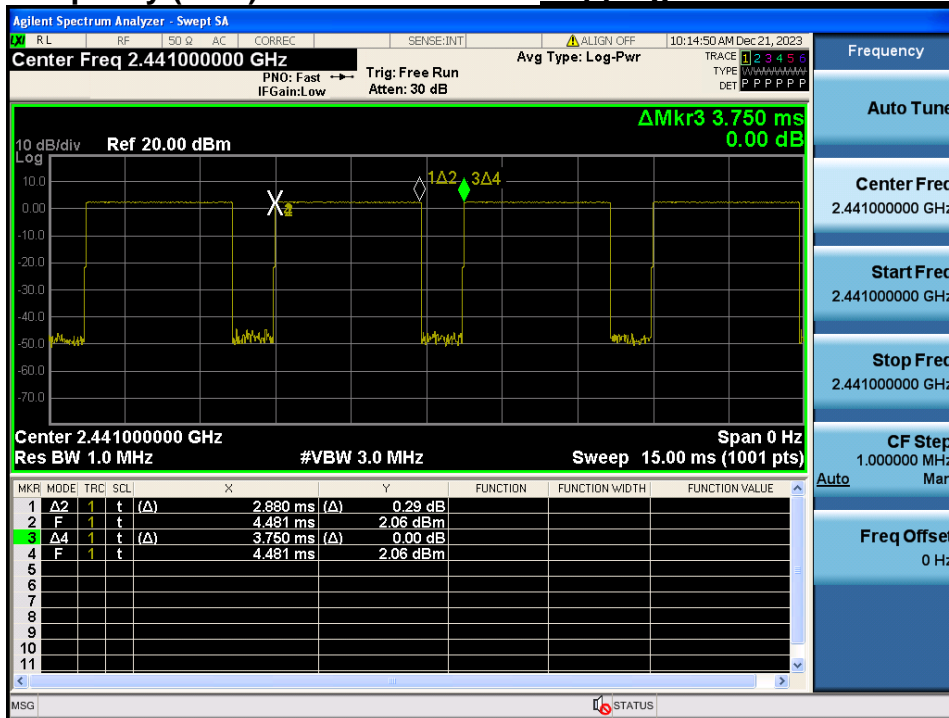 Agilent Spectrum Analyzer - Swept SA
LXI RL RF 50 Ω AC CORREC SENSE:INT ALIGN OFF 10:14:50 AM Dec 21, 2023
Center Freq 2.441000000 GHz
PNO: Fast
IFGain:Low
Trig: Free Run
Atten: 30 dB
Avg Type: Log-Pwr
TRACE 1 2 3 4 5 6
TYPE
DET P P P P P P
ΔMkr3 3.750 ms
0.00 dB
10 dB/div Ref 20.00 dBm
Log
10.0
0.00
-10.0
-20.0
-30.0
-40.0
-50.0
-60.0
-70.0
1Δ2 3Δ4
Center 2.441000000 GHz Span 0 Hz
Res BW 1.0 MHz #VBW 3.0 MHz Sweep 15.00 ms (1001 pts)
MKR MODE TRC SCL X Y FUNCTION FUNCTION WIDTH FUNCTION VALUE
1 Δ2 1 t (Δ) 2.880 ms (Δ) 0.29 dB
2 F 1 t 4.481 ms 2.06 dBm
3 Δ4 1 t (Δ) 3.750 ms (Δ) 0.00 dB
4 F 1 t 4.481 ms 2.06 dBm
5
6
7
8
9
10
11
MSG STATUS
Frequency
Auto Tune
Center Freq
2.441000000 GHz
Start Freq
2.441000000 GHz
Stop Freq
2.441000000 GHz
CF Step
1.000000 MHz
Auto Man
Freq Offset
0 Hz